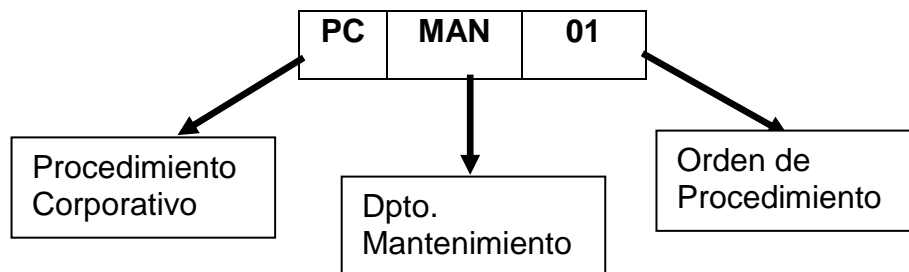 PC MAN 01
Procedimiento
Corporativo
Dpto.
Mantenimiento
Orden de
Procedimiento